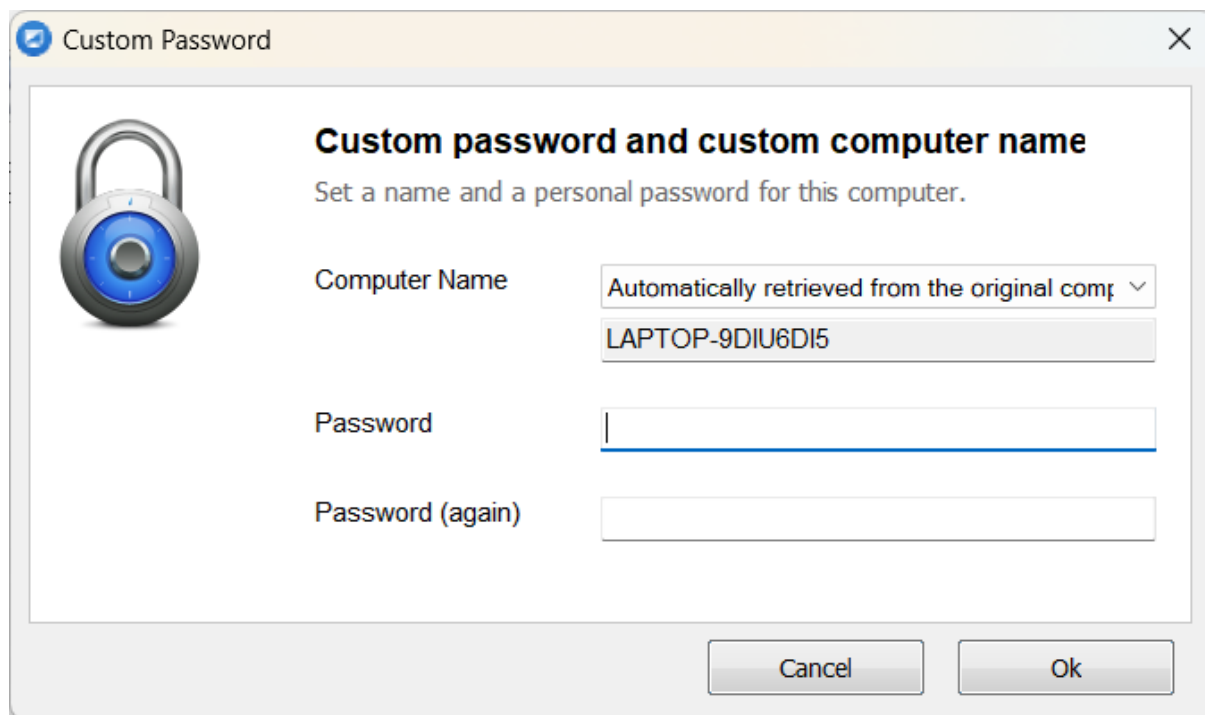 Custom Password
Custom password and custom computer name
Set a name and a personal password for this computer.
Computer Name
Automatically retrieved from the original comp
LAPTOP-9DIU6DI5
Password
Password (again)
Cancel
Ok